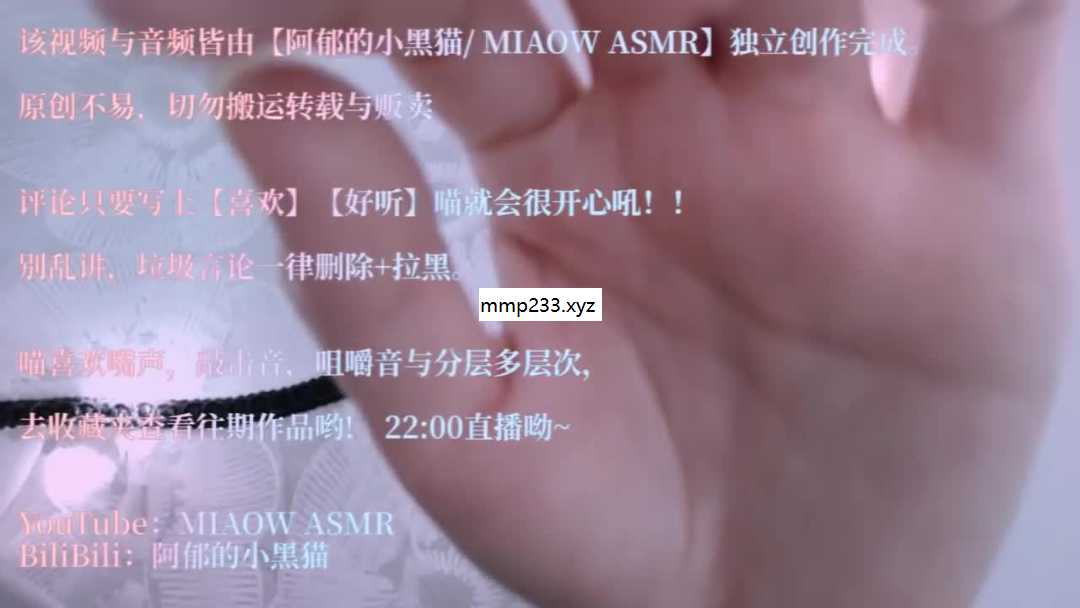 该视频与音频皆由【阿郁的小黑猫/ MIAOW ASMR】独立创作完成。
原创不易，切勿搬运转载与贩卖
评论只要写上【喜欢】【好听】喵就会很开心吼！！
别乱讲，垃圾言论一律删除+拉黑。
mmp233.xyz
喵喜欢嘴声，敲击音，咀嚼音与分层多层次，
去收藏夹查看往期作品哟! 22:00直播呦~
YouTube：MIAOW ASMR
BiliBili：阿郁的小黑猫